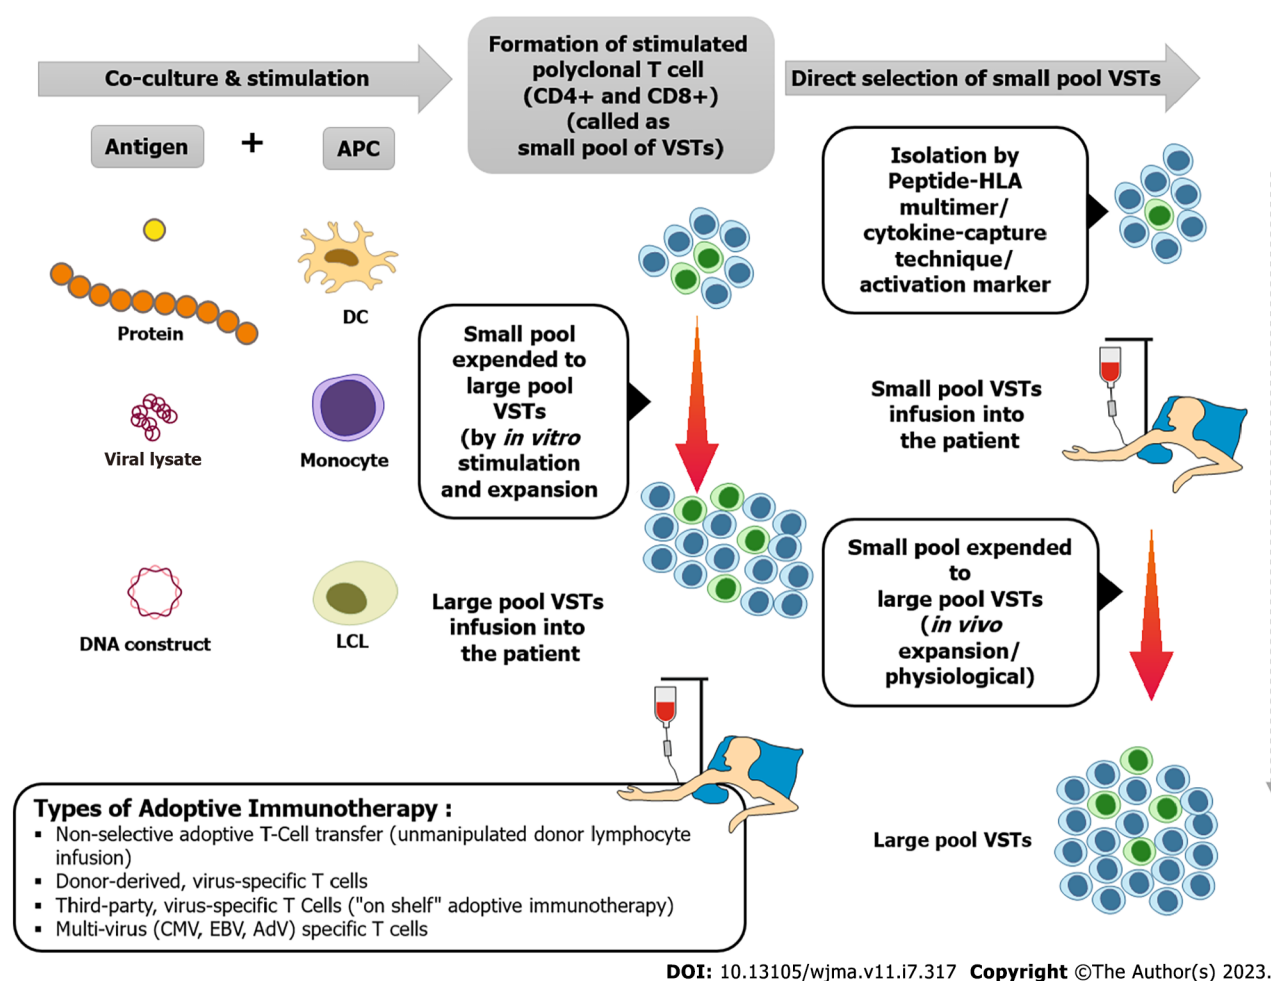 Co-culture & stimulation
Antigen
+
APC
Protein
DC
Viral lysate
Monocyte
DNA construct
LCL
Formation of stimulated
polyclonal T cell
(CD4+ and CD8+)
(called as
small pool of VSTs)
Small pool
expended to
large pool
VSTs
(by in vitro
stimulation
and expansion
Large pool VSTs
infusion into
the patient
Direct selection of small pool VSTs
Isolation by
Peptide-HLA
multimer/
cytokine-capture
technique/
activation marker
Small pool VSTs
infusion into
the patient
Small pool expended
to
large pool VSTs
(in vivo
expansion/
physiological)
Large pool VSTs
Types of Adoptive Immunotherapy :
▪ Non-selective adoptive T-Cell transfer (unmanipulated donor lymphocyte
infusion)
▪ Donor-derived, virus-specific T cells
▪ Third-party, virus-specific T Cells ("on shelf" adoptive immunotherapy)
▪ Multi-virus (CMV, EBV, AdV) specific T cells
DOI: 10.13105/wjma.v11.i7.317 Copyright ©The Author(s) 2023.